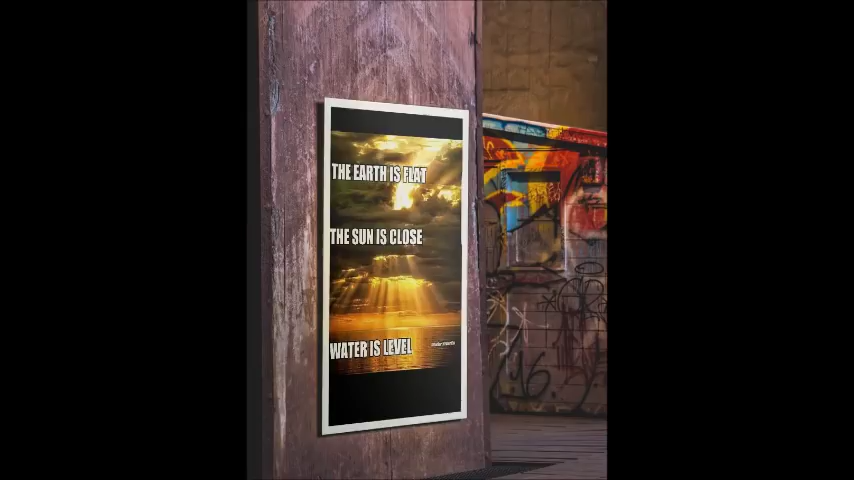 THE EARTH IS FLAT
THE SUN IS CLOSE
WATER IS LEVEL